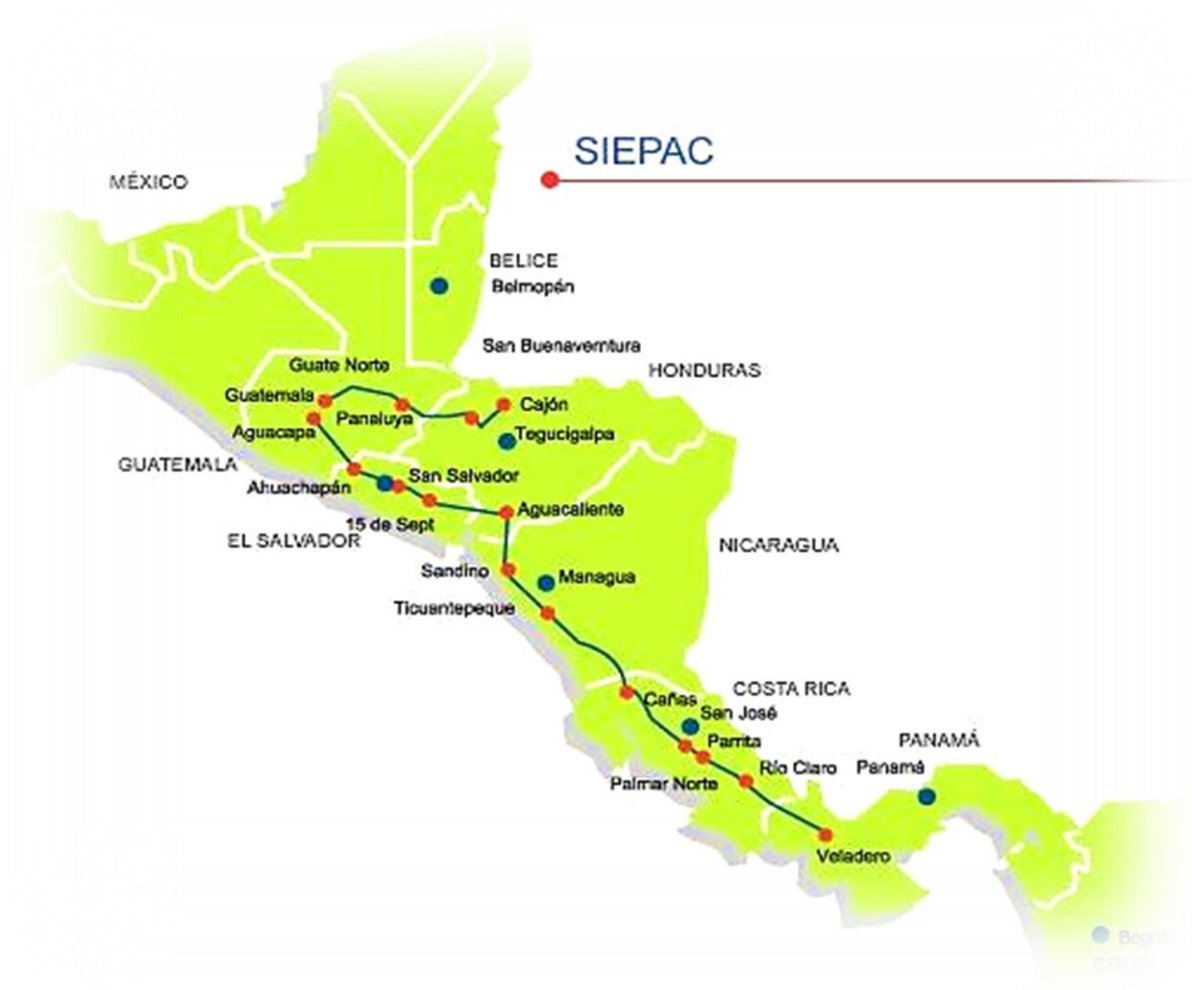 SIEPAC
MÉXICO
BELICE
Belmopán
San Buenaverntura
HONDURAS
Guate Norte
Guatemala
Cajón
Panaluya
Aguacapa
Tegucigalpa
GUATEMALA
San Salvador
Ahuachapán
Aguacaliente
15 de Sept
EL SALVADOR
NICARAGUA
Sandino
Managua
Ticuantepeque
COSTA RICA
Cañas
San José
PANAMÁ
Parrita
Río Claro
Panamá
Palmar Norte
Veladero